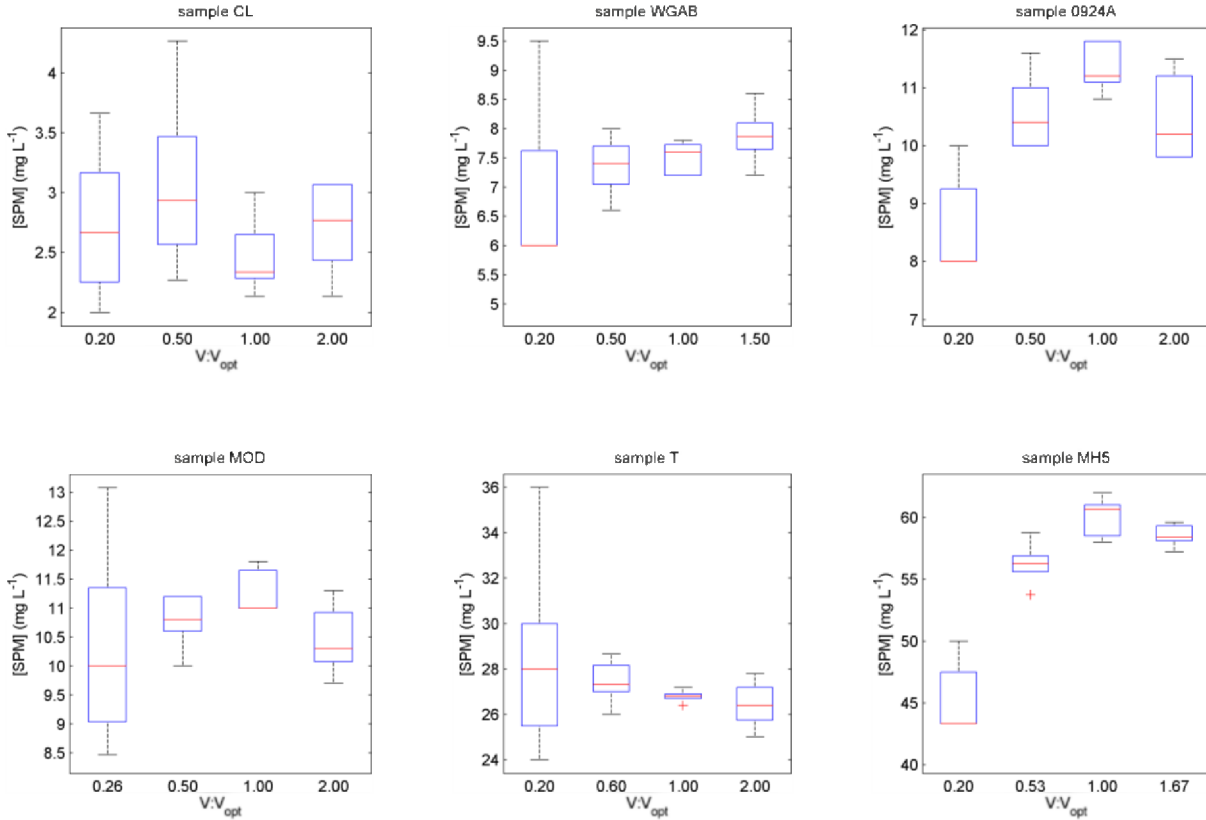 sample CL
[SPM] (mg L⁻¹)
4
3.5
3
2.5
2
0.20 0.50 1.00 2.00
V:Vopt
sample WGAB
[SPM] (mg L⁻¹)
9.5
9
8.5
8
7.5
7
6.5
6
5.5
5
0.20 0.50 1.00 1.50
V:Vopt
sample 0924A
[SPM] (mg L⁻¹)
12
11
10
9
8
7
0.20 0.50 1.00 2.00
V:Vopt
sample MOD
[SPM] (mg L⁻¹)
13
12.5
12
11.5
11
10.5
10
9.5
9
8.5
0.26 0.50 1.00 2.00
V:Vopt
sample T
[SPM] (mg L⁻¹)
36
34
32
30
28
26
24
0.20 0.60 1.00 2.00
V:Vopt
sample MH5
[SPM] (mg L⁻¹)
60
55
50
45
40
0.20 0.53 1.00 1.67
V:Vopt